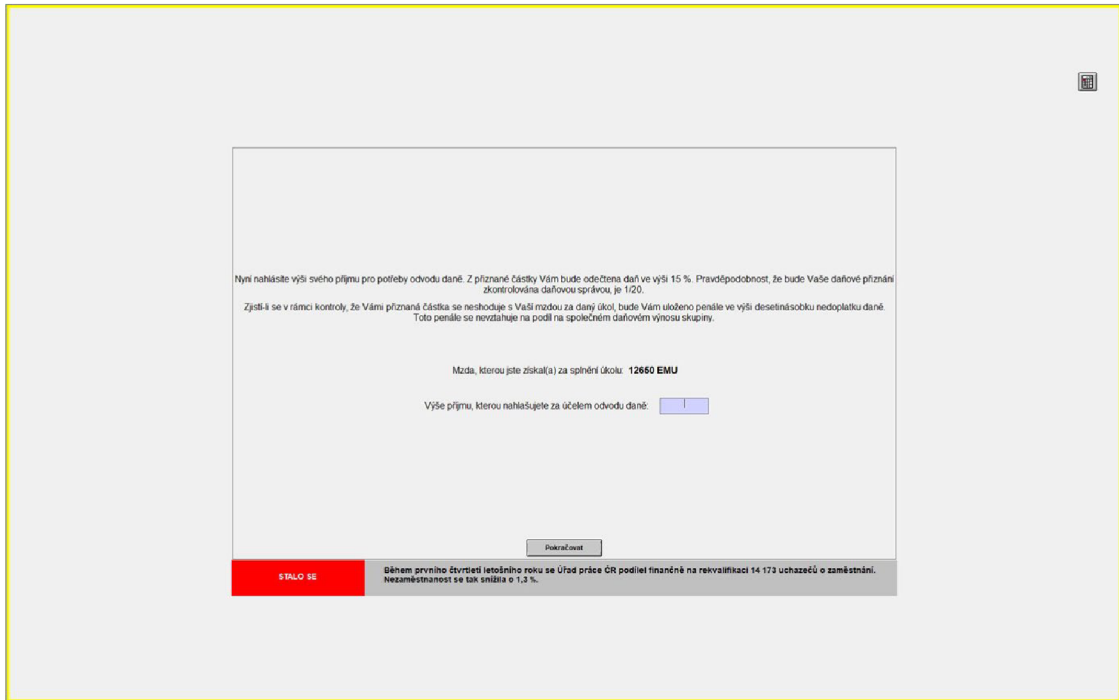 Nyní nahlásíte výši svého příjmu pro potřeby odvodu daně. Z přiznané částky Vám bude odečtena daň ve výši 15 %. Pravděpodobnost, že bude Vaše daňové přiznání
zkontrolována daňovou správou, je 1/20.
Zjistí-li se v rámci kontroly, že Vámi přiznaná částka se neshoduje s Vaší mzdou za daný úkol, bude Vám uloženo penále ve výši desetinásobku nedoplatku daně.
Toto penále se nevztahuje na podíl na společném daňovém výnosu skupiny.
Mzda, kterou jste získal(a) za splnění úkolu: 12650 EMU
Výše příjmu, kterou nahlašujete za účelem odvodu daně:
Pokračovat
STALO SE
Během prvního čtvrtletí letošního roku se Úřad práce ČR podílel finančně na rekvalifikaci 14 173 uchazečů o zaměstnání.
Nezaměstnanost se tak snížila o 1,3 %.